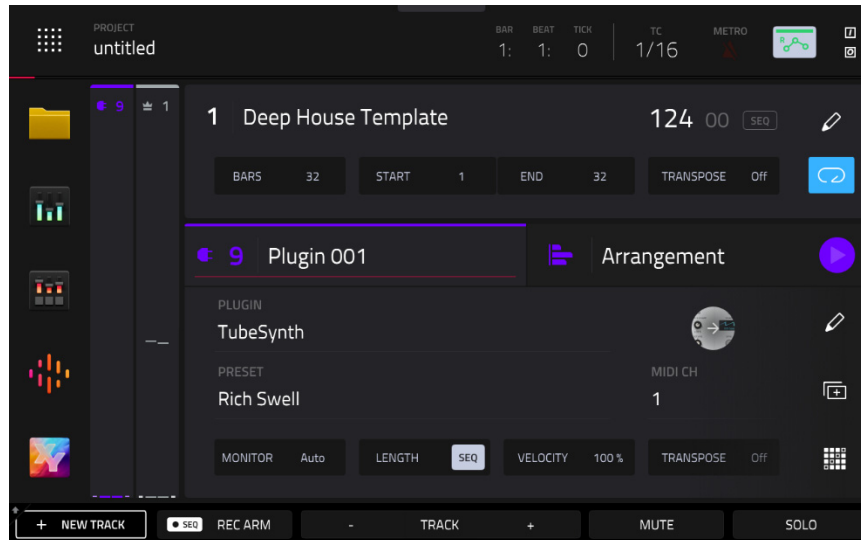 PROJECT
untitled
BAR BEAT TICK
1: 1: 0
TC
1/16
METRO
R
9
1
1 Deep House Template 124 00 SEQ
BARS 32 START 1 END 32 TRANSPOSE Off
9 Plugin 001 Arrangement
PLUGIN
TubeSynth
PRESET
Rich Swell
MIDI CH
1
XY
MONITOR Auto LENGTH SEQ VELOCITY 100 % TRANSPOSE Off
+ NEW TRACK SEQ REC ARM - TRACK + MUTE SOLO